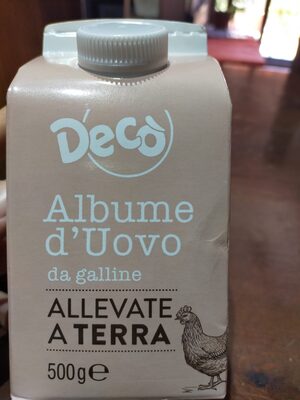 Decò
Albume
d'Uovo
da galline
ALLEVATE
A TERRA
500g℮